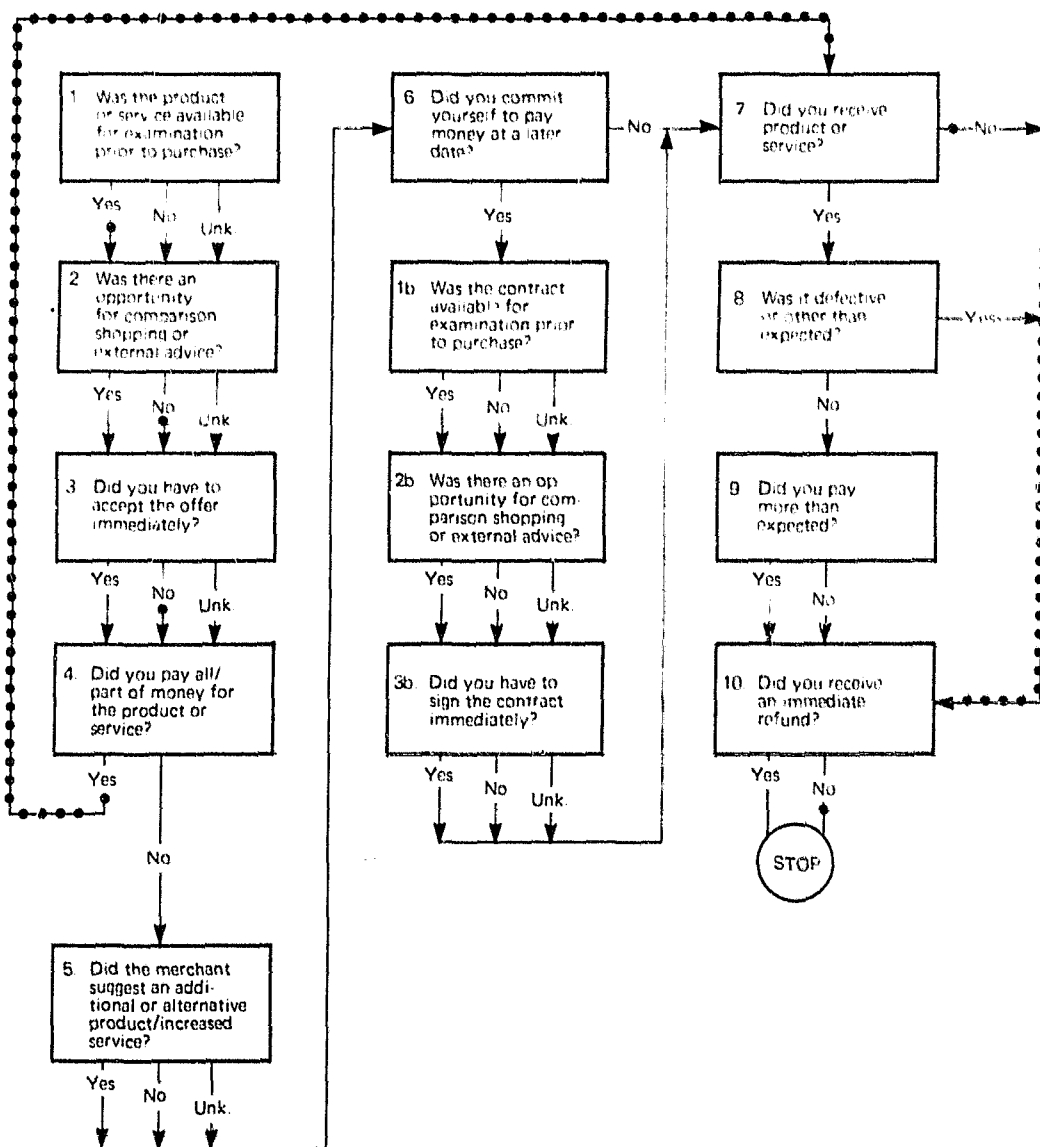 1. Was the product
or service available
for examination
prior to purchase?
Yes
No
Unk.
2. Was there an
opportunity
for comparison
shopping or
external advice?
Yes
No
Unk
3. Did you have to
accept the offer
immediately?
Yes
No
Unk.
4. Did you pay all/
part of money for
the product or
service?
Yes
No
5. Did the merchant
suggest an addi-
tional or alternative
product/increased
service?
Yes
No
Unk.
6 Did you commit
yourself to pay
money at a later
date?
No
Yes
1b Was the contract
available for
examination prior
to purchase?
Yes
No
Unk.
2b Was there an op
portunity for com-
parison shopping
or external advice?
Yes
No
Unk.
3b. Did you have to
sign the contract
immediately?
Yes
No
Unk.
7 Did you receive
product or
service?
No
Yes
8 Was it defective
or other than
expected?
Yes
No
9 Did you pay
more than
expected?
Yes
No
10. Did you receive
an immediate
refund?
Yes
No
STOP